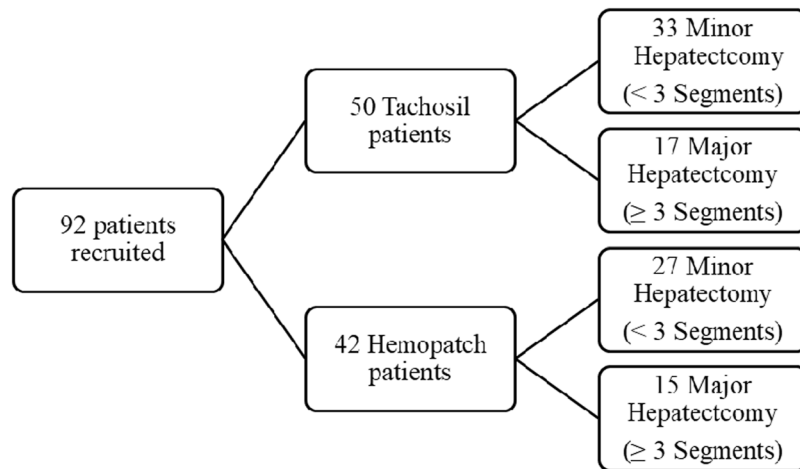 92 patients
recruited
50 Tachosil
patients
33 Minor
Hepatectcomy
(< 3 Segments)
17 Major
Hepatectcomy
(≥ 3 Segments)
42 Hemopatch
patients
27 Minor
Hepatectcomy
(< 3 Segments)
15 Major
Hepatectcomy
(≥ 3 Segments)